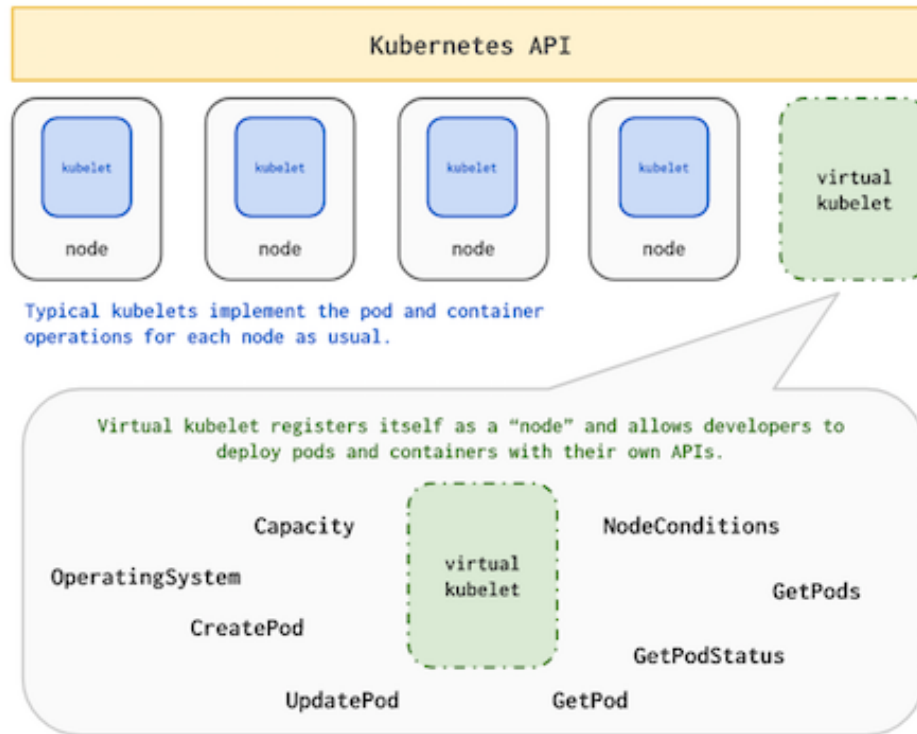 Kubernetes API
kubelet
node
kubelet
node
kubelet
node
kubelet
node
virtual
kubelet
Typical kubelets implement the pod and container
operations for each node as usual.
Virtual kubelet registers itself as a “node” and allows developers to
deploy pods and containers with their own APIs.
Capacity
OperatingSystem
CreatePod
UpdatePod
virtual
kubelet
NodeConditions
GetPods
GetPodStatus
GetPod